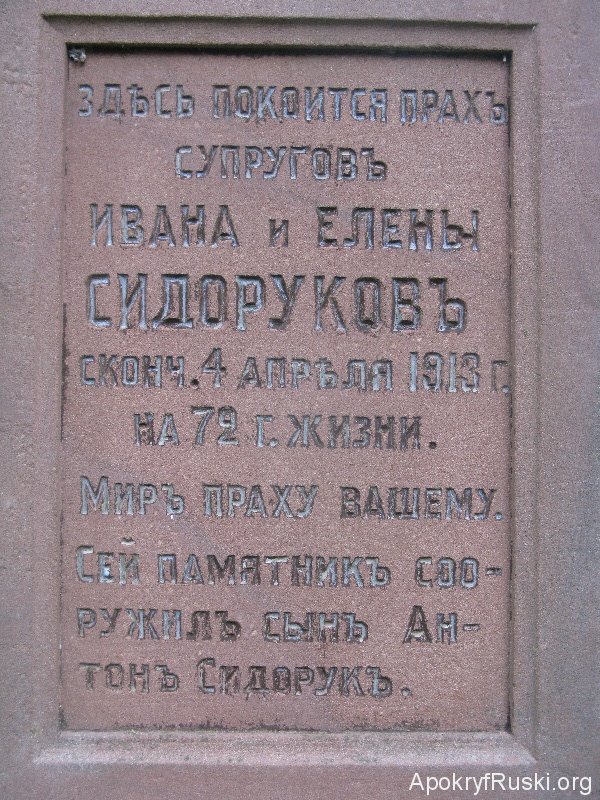 ЗДѢСЬ ПОКОИТСЯ ПРАХЪ
СУПРУГОВЪ
ИВАНА и ЕЛЕНЫ
СИДОРУКОВЪ
СКОНЧ. 4 АПРѢЛЯ 1913 Г.
НА 72 Г. ЖИЗНИ.
МИРЪ ПРАХУ ВАШЕМУ.
СЕЙ ПАМЯТНИКЪ СОО-
РУЖИЛЪ СЫНЪ АН-
ТОНЪ СИДОРУКЪ.
ApokryfRuski.org